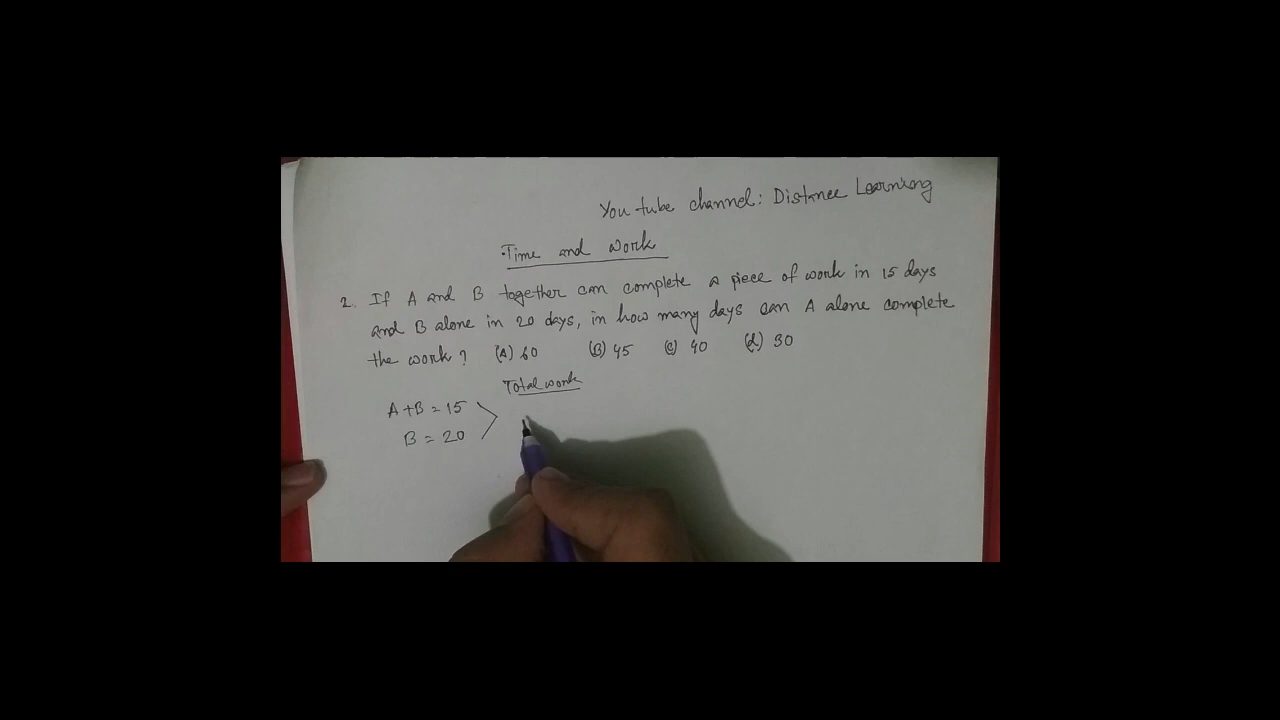 You tube channel: Distance Learning
Time and work
2. If A and B together can complete a piece of work in 15 days
and B alone in 20 days, in how many days can A alone complete
the work? (A) 60 (B) 45 (C) 40 (d) 30
Total work
A+B = 15
B = 20